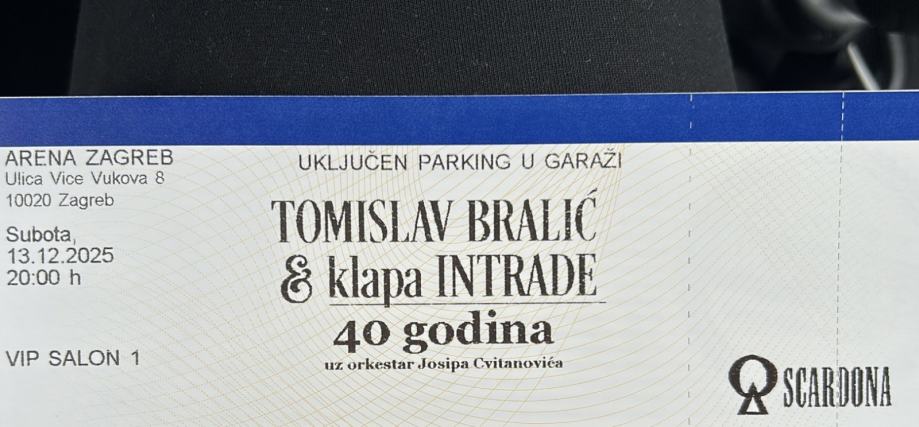 ARENA ZAGREB
Ulica Vice Vukova 8
10020 Zagreb
Subota,
13.12.2025
20:00 h
VIP SALON 1
UKLJUČEN PARKING U GARAŽI
TOMISLAV BRALIĆ
& klapa INTRADE
40 godina
uz orkestar Josipa Cvitanovića
SCARDONA